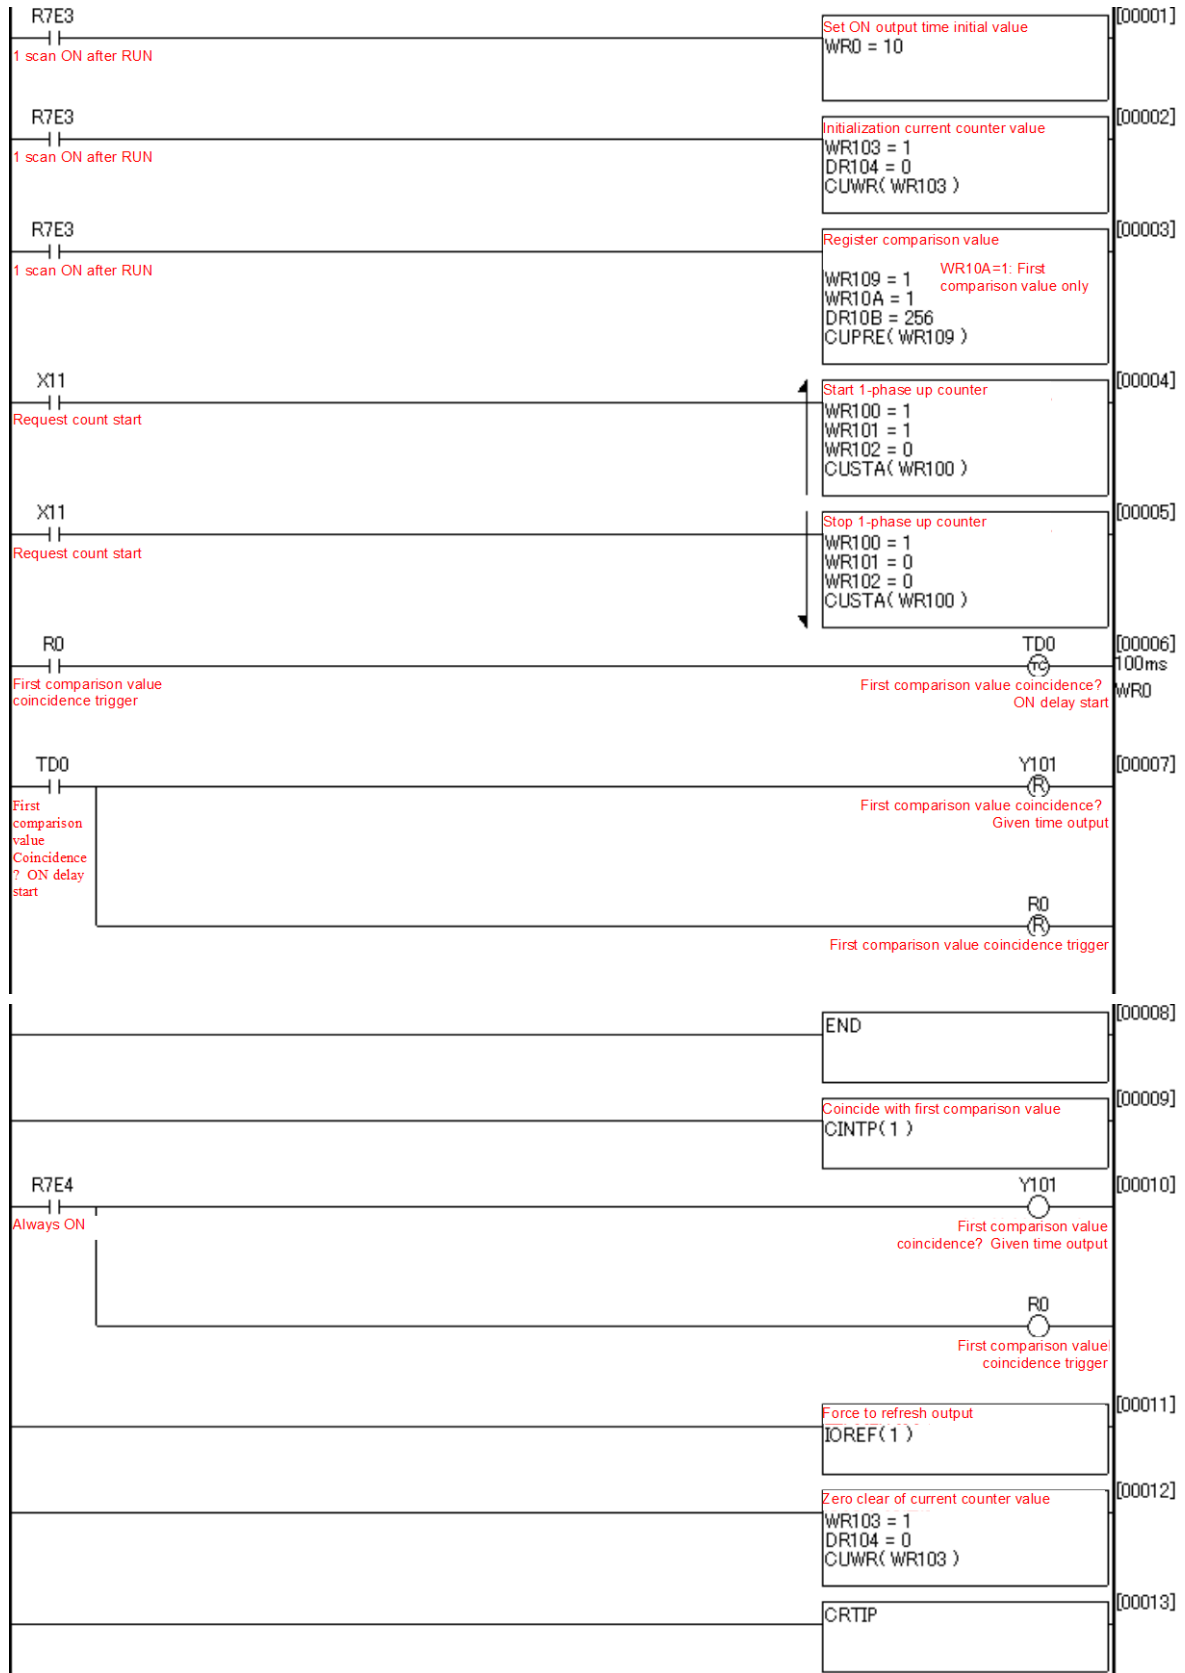 R7E3
[00001]
Set ON output time initial value
WR0 = 10
1 scan ON after RUN
R7E3
[00002]
Initialization current counter value
WR103 = 1
DR104 = 0
CUWR( WR103 )
1 scan ON after RUN
R7E3
[00003]
Register comparison value
1 scan ON after RUN
WR10A=1: First
comparison value only
WR109 = 1
WR10A = 1
DR10B = 256
CUPRE( WR109 )
X11
[00004]
Start 1-phase up counter
Request count start
WR100 = 1
WR101 = 1
WR102 = 0
CUSTA( WR100 )
X11
[00005]
Stop 1-phase up counter
Request count start
WR100 = 1
WR101 = 0
WR102 = 0
CUSTA( WR100 )
R0
TD0
[00006]
TC
100ms
First comparison value
coincidence trigger
First comparison value coincidence?
ON delay start
WR0
TD0
Y101
[00007]
R
First
comparison
value
Coincidence
? ON delay
start
First comparison value coincidence?
Given time output
R0
R
First comparison value coincidence trigger
[00008]
END
[00009]
Coincide with first comparison value
CINTP( 1 )
R7E4
Y101
[00010]
Always ON
First comparison value
coincidence? Given time output
R0
First comparison value
coincidence trigger
[00011]
Force to refresh output
IOREF( 1 )
[00012]
Zero clear of current counter value
WR103 = 1
DR104 = 0
CUWR( WR103 )
[00013]
CRTIP